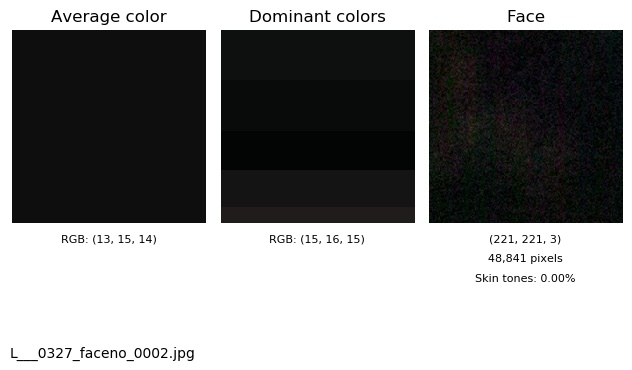 Average color
Dominant colors
Face
RGB: (13, 15, 14)
RGB: (15, 16, 15)
(221, 221, 3)
48,841 pixels
Skin tones: 0.00%
L___0327_faceno_0002.jpg